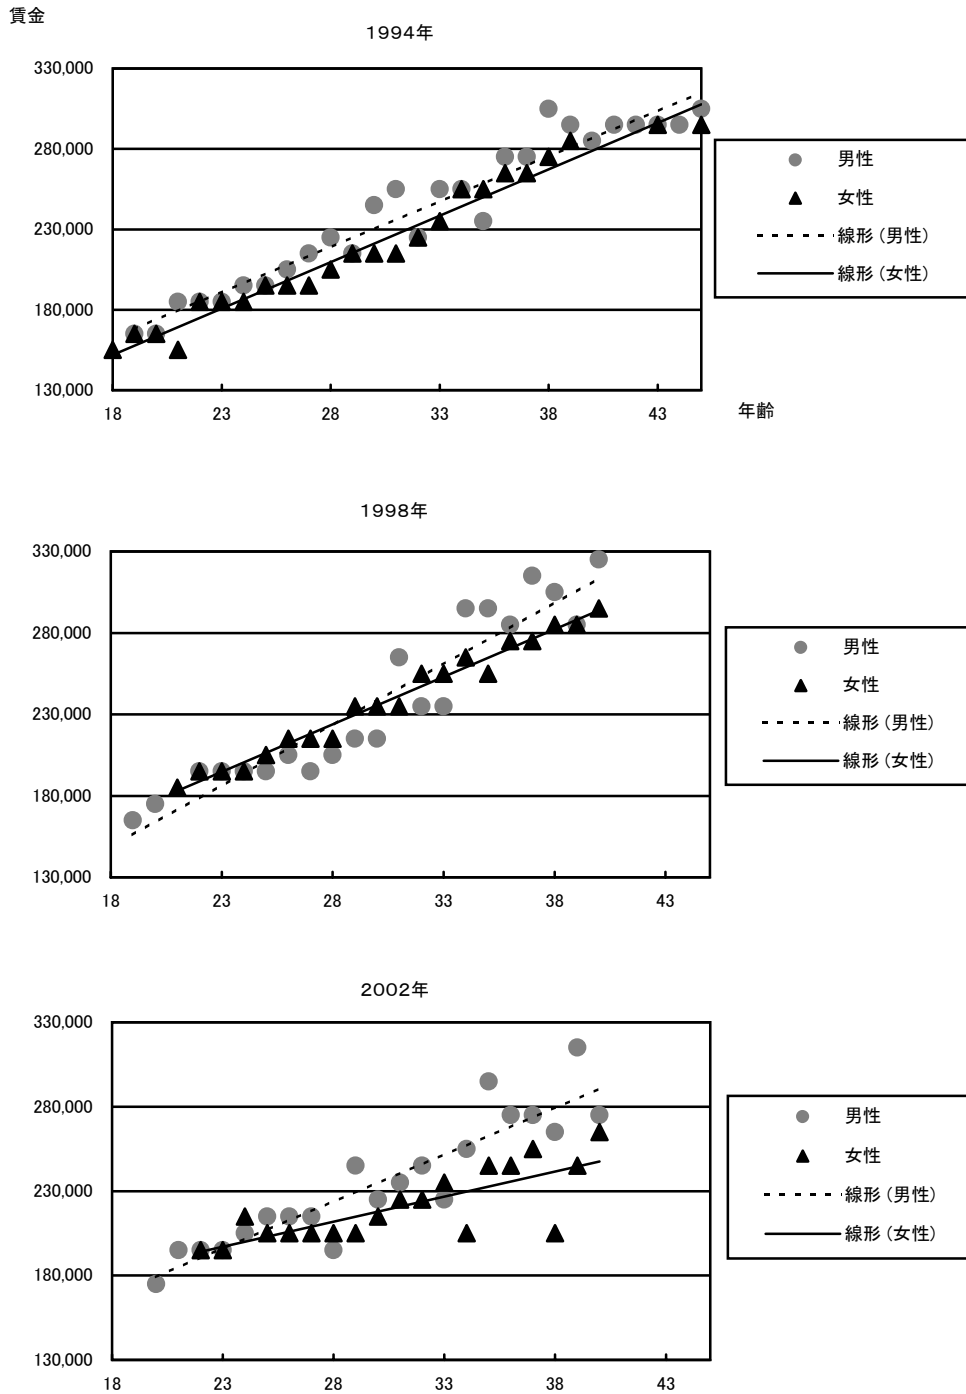 賃金
1994年
330,000
280,000
230,000
180,000
130,000
18 23 28 33 38 43
年齢
男性
女性
線形 (男性)
線形 (女性)
1998年
330,000
280,000
230,000
180,000
130,000
18 23 28 33 38 43
男性
女性
線形 (男性)
線形 (女性)
2002年
330,000
280,000
230,000
180,000
130,000
18 23 28 33 38 43
男性
女性
線形 (男性)
線形 (女性)